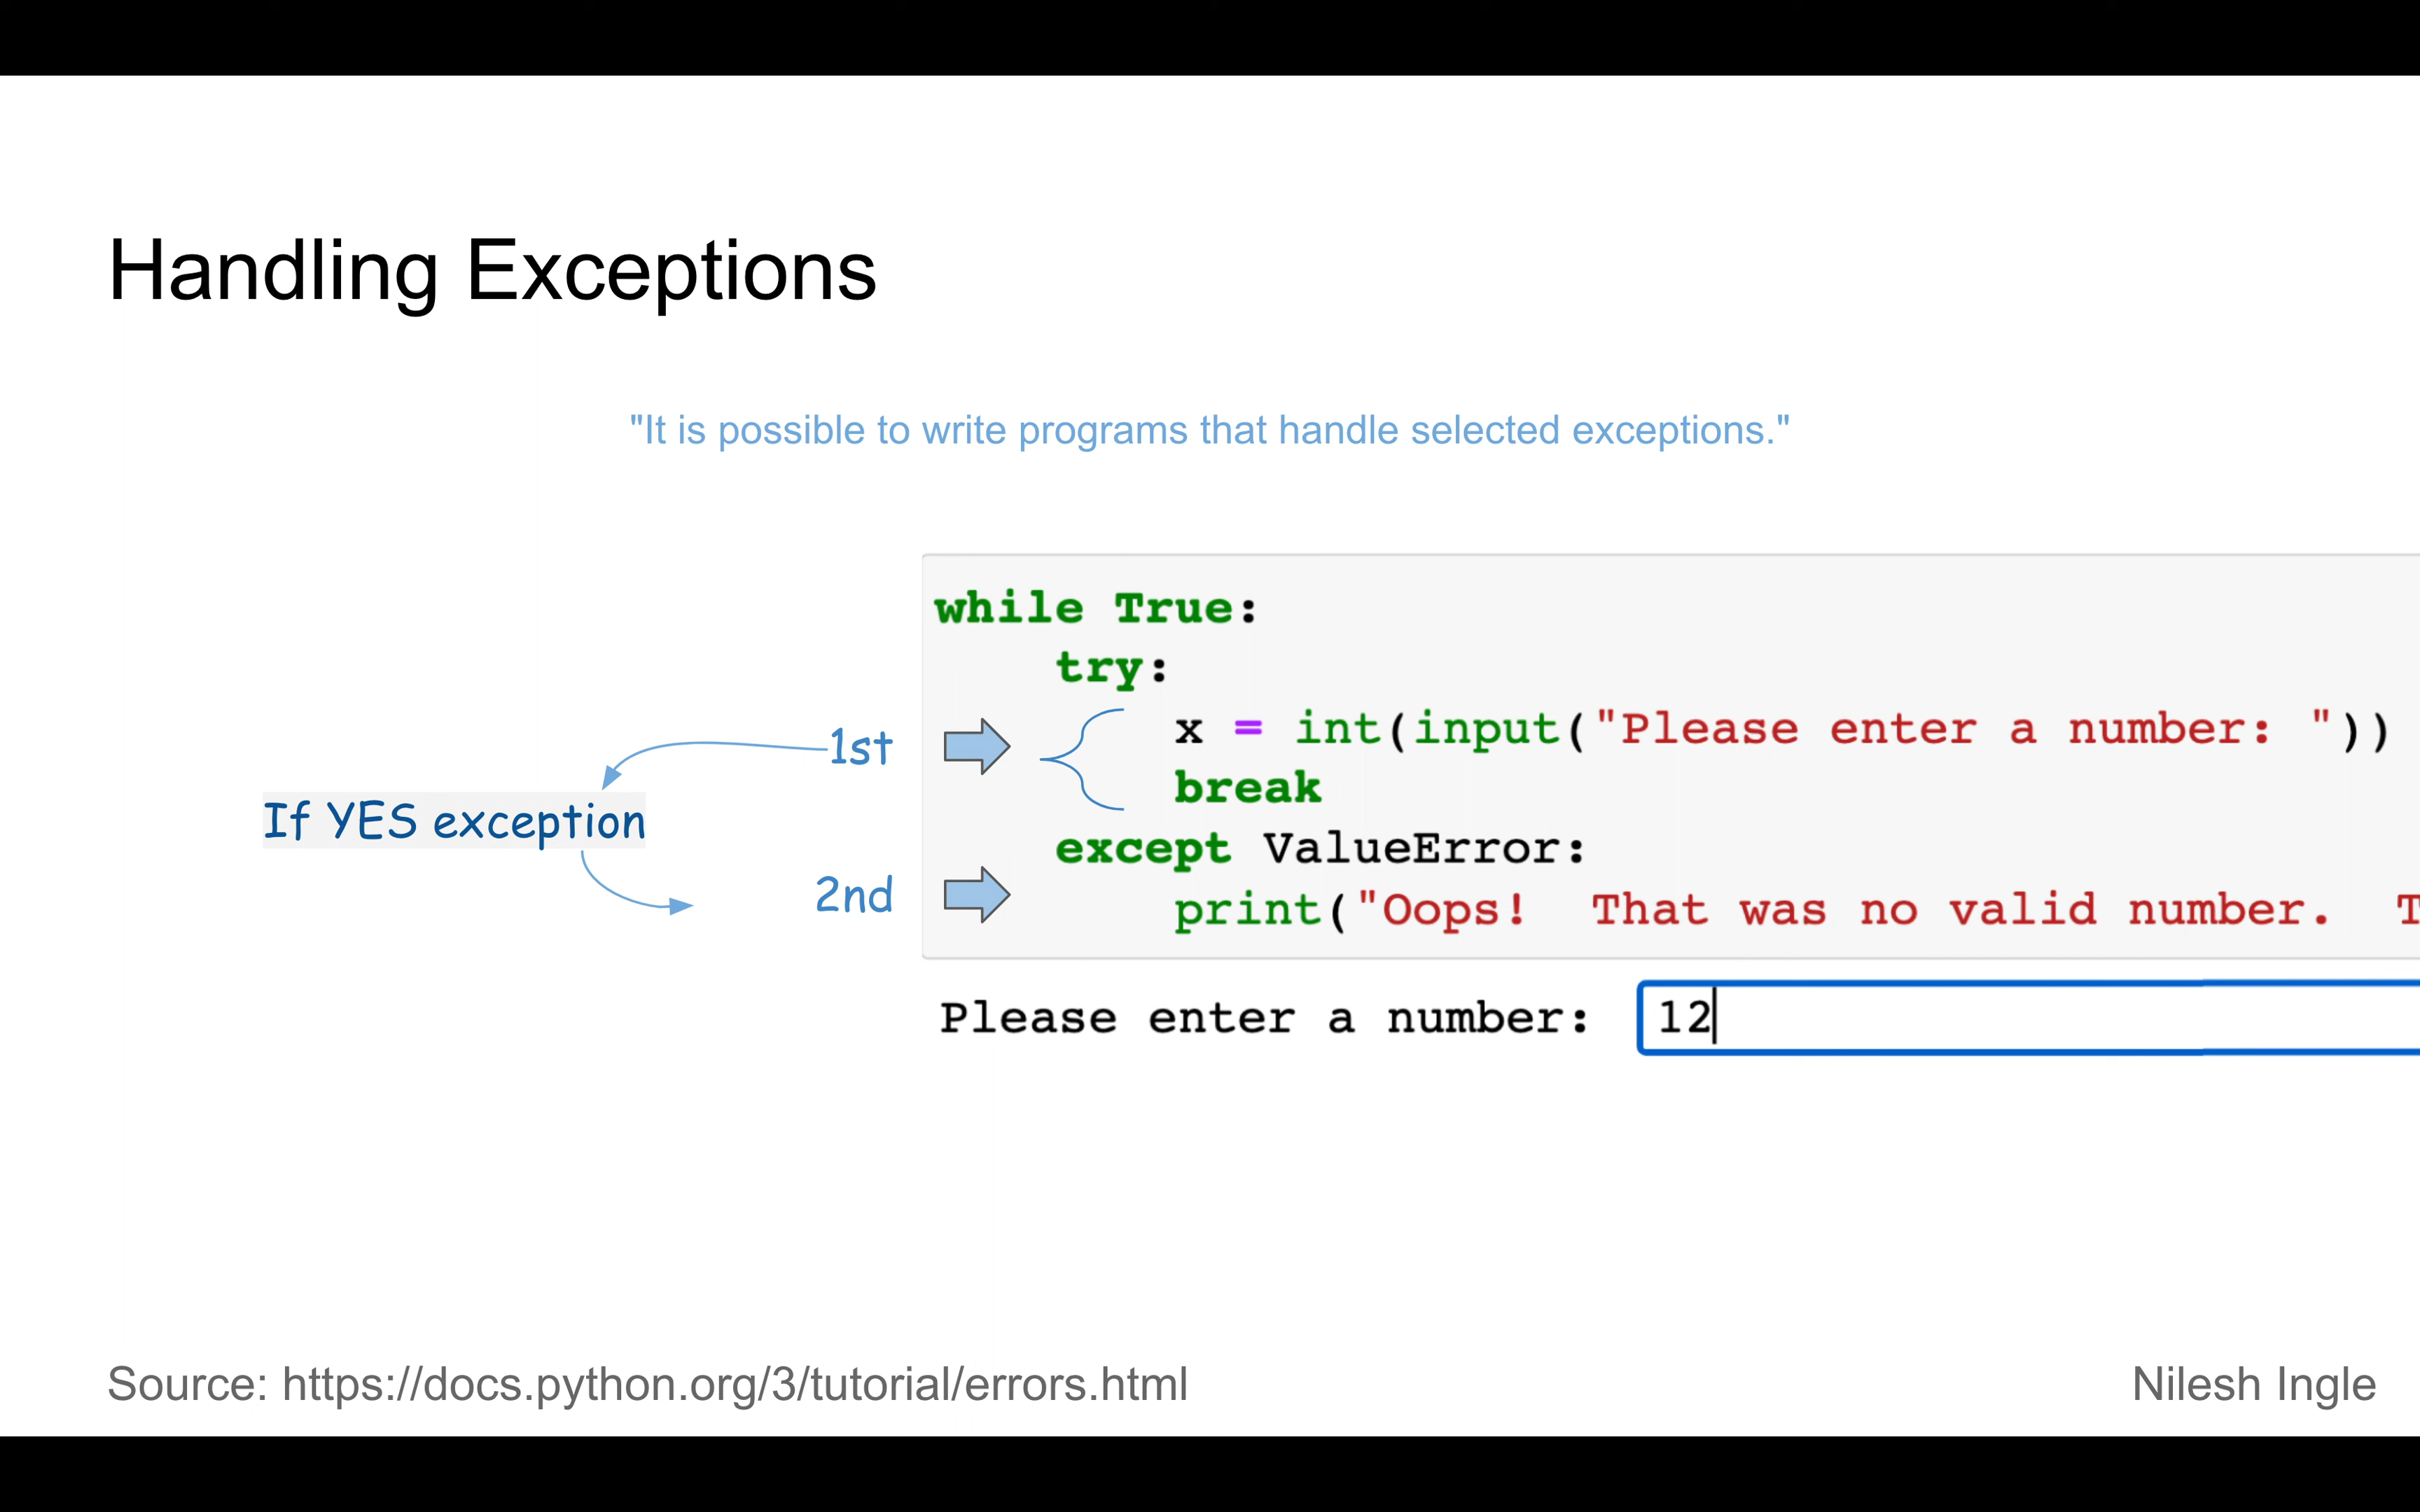 Handling Exceptions
"It is possible to write programs that handle selected exceptions."
while True:
    try:
        x = int(input("Please enter a number: "))
        break
    except ValueError:
        print("Oops!  That was no valid number.  T
1st
If YES exception
2nd
Please enter a number: 12
Source: https://docs.python.org/3/tutorial/errors.html
Nilesh Ingle